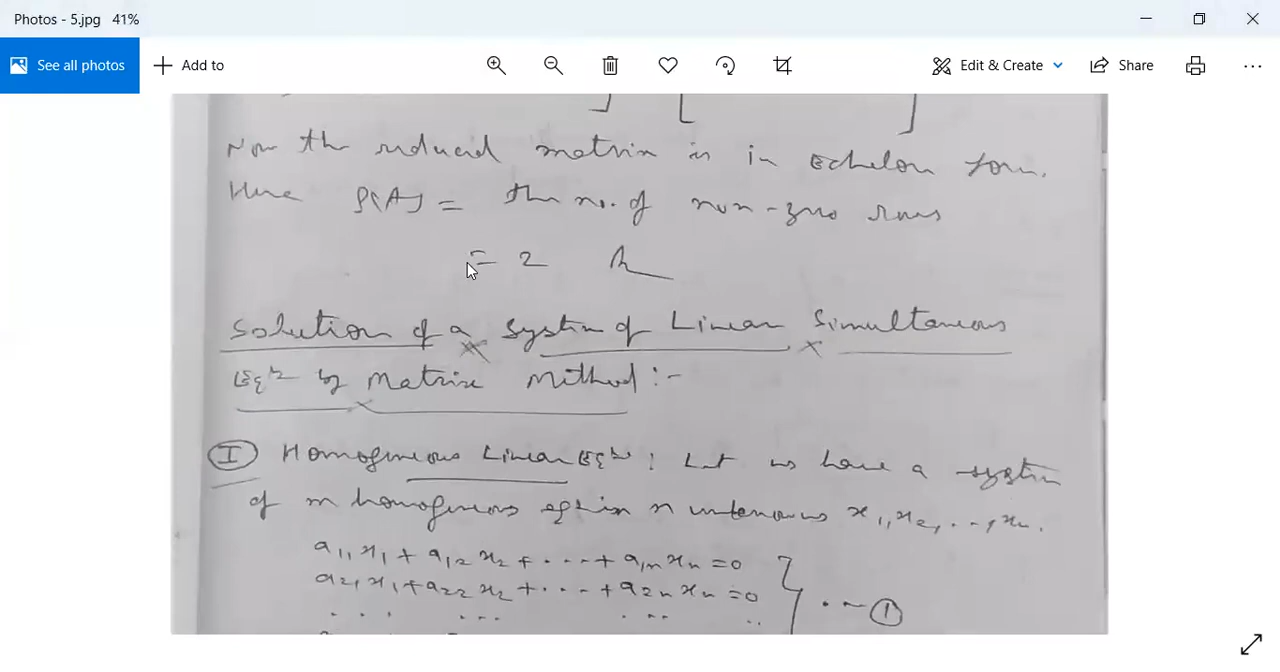 Photos - 5.jpg 41%
See all photos
Add to
Edit & Create
Share
Now the reduced matrix is in Echelon form.
Here ρ(A) = the no. of non-zero rows
= 2
Solution of a System of Linear Simultaneous
Eqn by Matrix Method :-
I Homogeneous Linear Eqn : Let us have a system
of m homogeneous eqn in n unknowns x1, x2, ..., xn.
a11x1 + a12x2 + .... + a1nxn = 0
a21x1 + a22x2 + .... + a2nxn = 0
... (1)
... ... ... ..